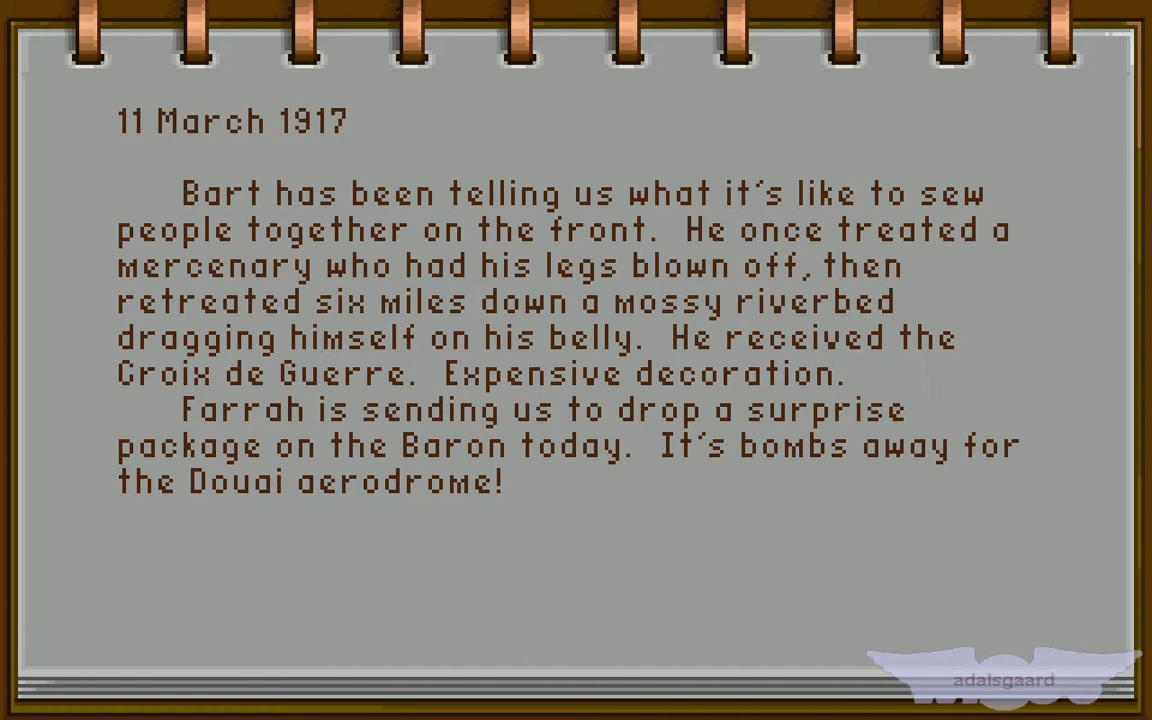 11 March 1917
Bart has been telling us what it's like to sew
people together on the front.  He once treated a
mercenary who had his legs blown off, then
retreated six miles down a mossy riverbed
dragging himself on his belly.  He received the
Croix de Guerre.  Expensive decoration.
Farrah is sending us to drop a surprise
package on the Baron today.  It's bombs away for
the Douai aerodrome!
adalsgaard